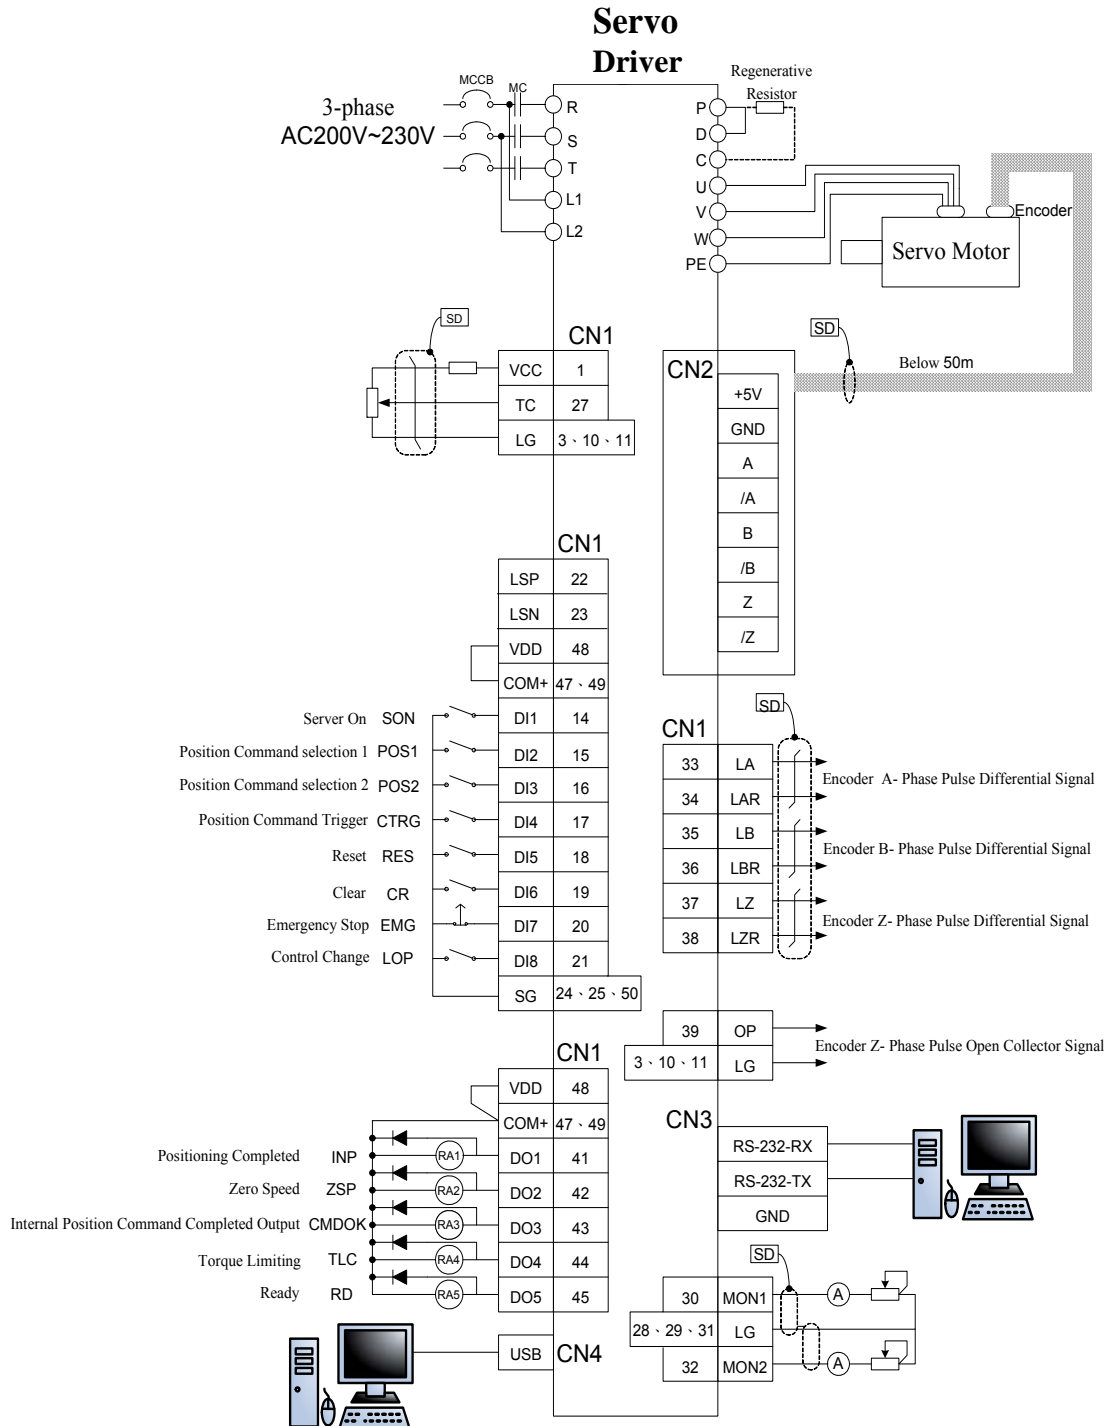 Servo
Driver
3-phase
AC200V~230V
MCCB
MC
R
S
T
L1
L2
Regenerative
Resistor
P
D
C
U
V
W
PE
Encoder
Servo Motor
SD
CN1
VCC 1
TC 27
LG 3、10、11
CN2
SD
Below 50m
+5V
GND
A
/A
B
/B
Z
/Z
CN1
LSP 22
LSN 23
VDD 48
COM+ 47、49
Server On SON DI1 14
Position Command selection 1 POS1 DI2 15
Position Command selection 2 POS2 DI3 16
Position Command Trigger CTRG DI4 17
Reset RES DI5 18
Clear CR DI6 19
Emergency Stop EMG DI7 20
Control Change LOP DI8 21
SG 24、25、50
SD
CN1
33 LA
Encoder A- Phase Pulse Differential Signal
34 LAR
35 LB
Encoder B- Phase Pulse Differential Signal
36 LBR
37 LZ
Encoder Z- Phase Pulse Differential Signal
38 LZR
39 OP
Encoder Z- Phase Pulse Open Collector Signal
3、10、11 LG
CN1
VDD 48
COM+ 47、49
Positioning Completed INP RA1 DO1 41
Zero Speed ZSP RA2 DO2 42
Internal Position Command Completed Output CMDOK RA3 DO3 43
Torque Limiting TLC RA4 DO4 44
Ready RD RA5 DO5 45
USB CN4
CN3
RS-232-RX
RS-232-TX
GND
SD
30 MON1 A
28、29、31 LG
32 MON2 A